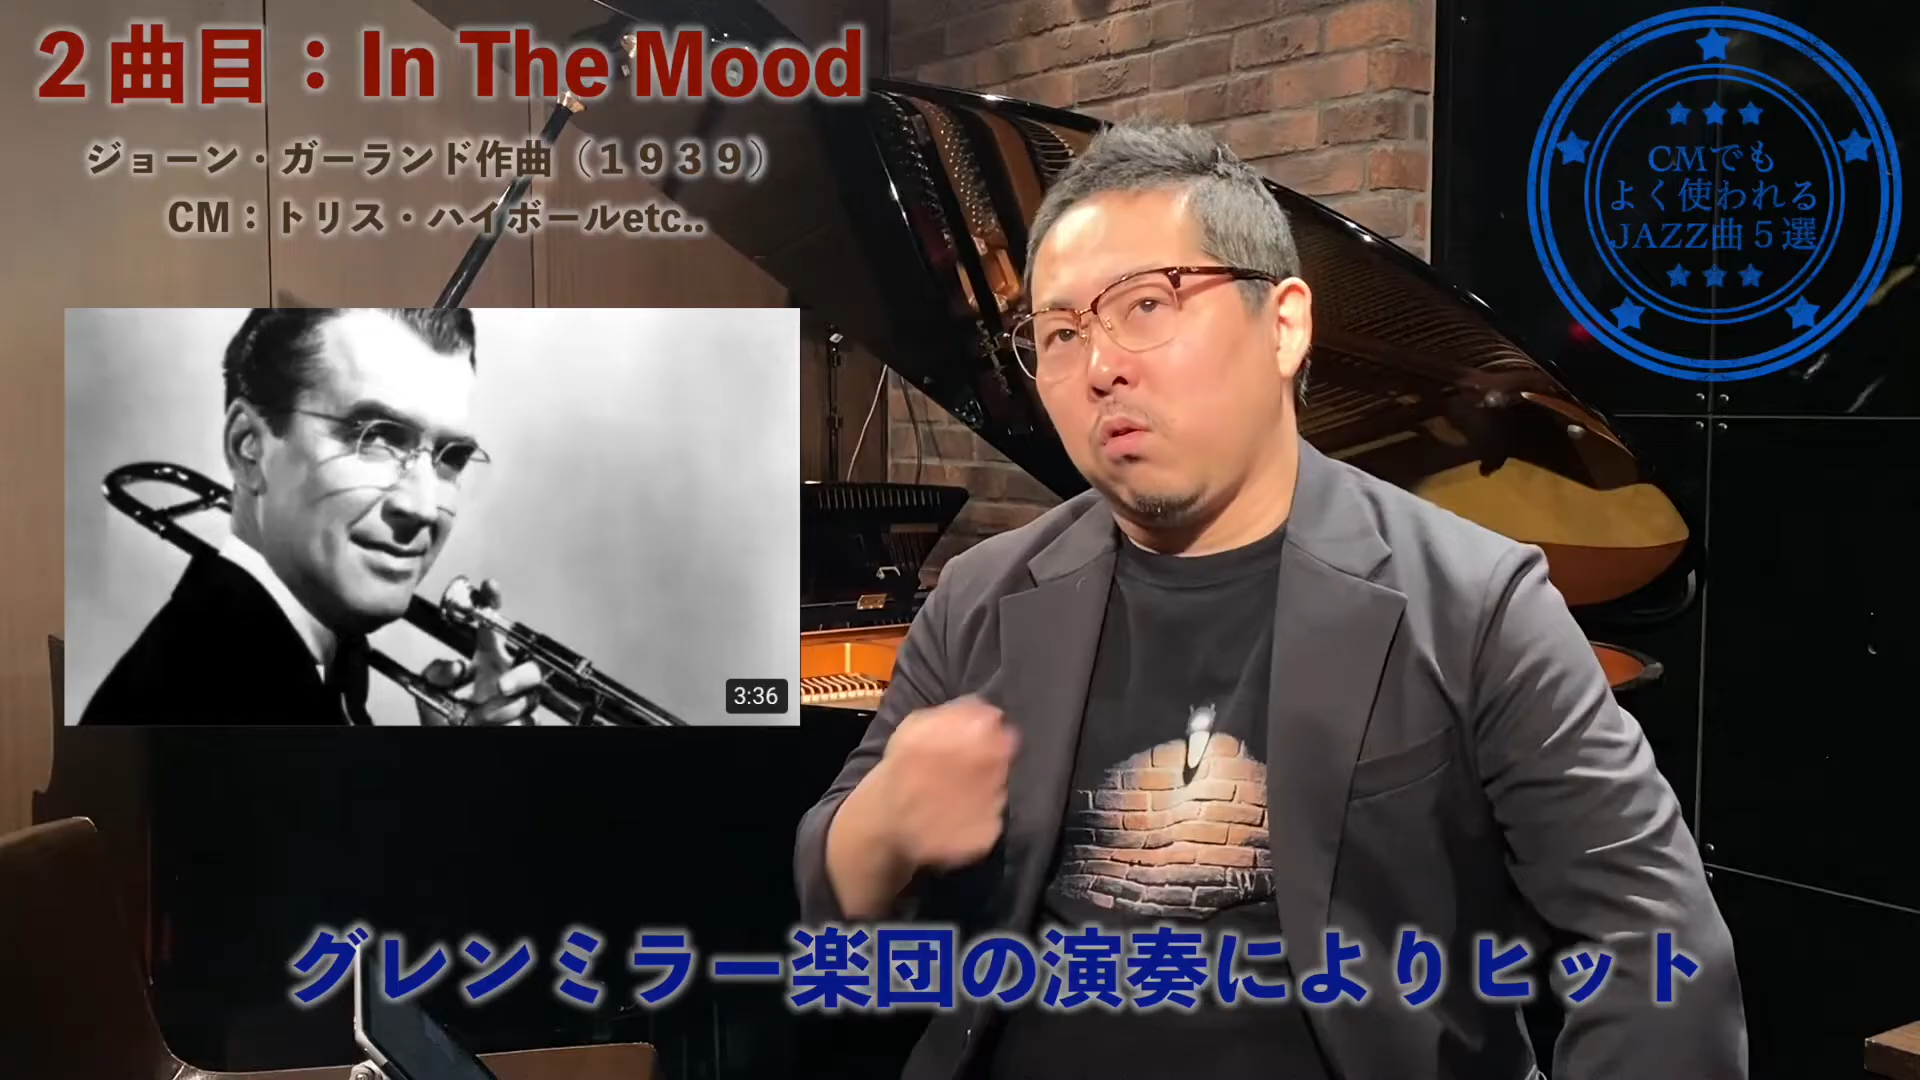 ２曲目：In The Mood
ジョーン・ガーランド作曲（１９３９）
CM：トリス・ハイボールetc..
CMでも
よく使われる
JAZZ曲５選
3:36
グレンミラー楽団の演奏によりヒット